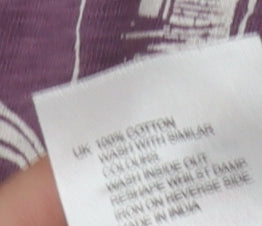 UK 100% COTTON
WASH WITH SIMILAR
COLOURS
WASH INSIDE OUT
RESHAPE WHILST DAMP
IRON ON REVERSE SIDE
MADE IN INDIA